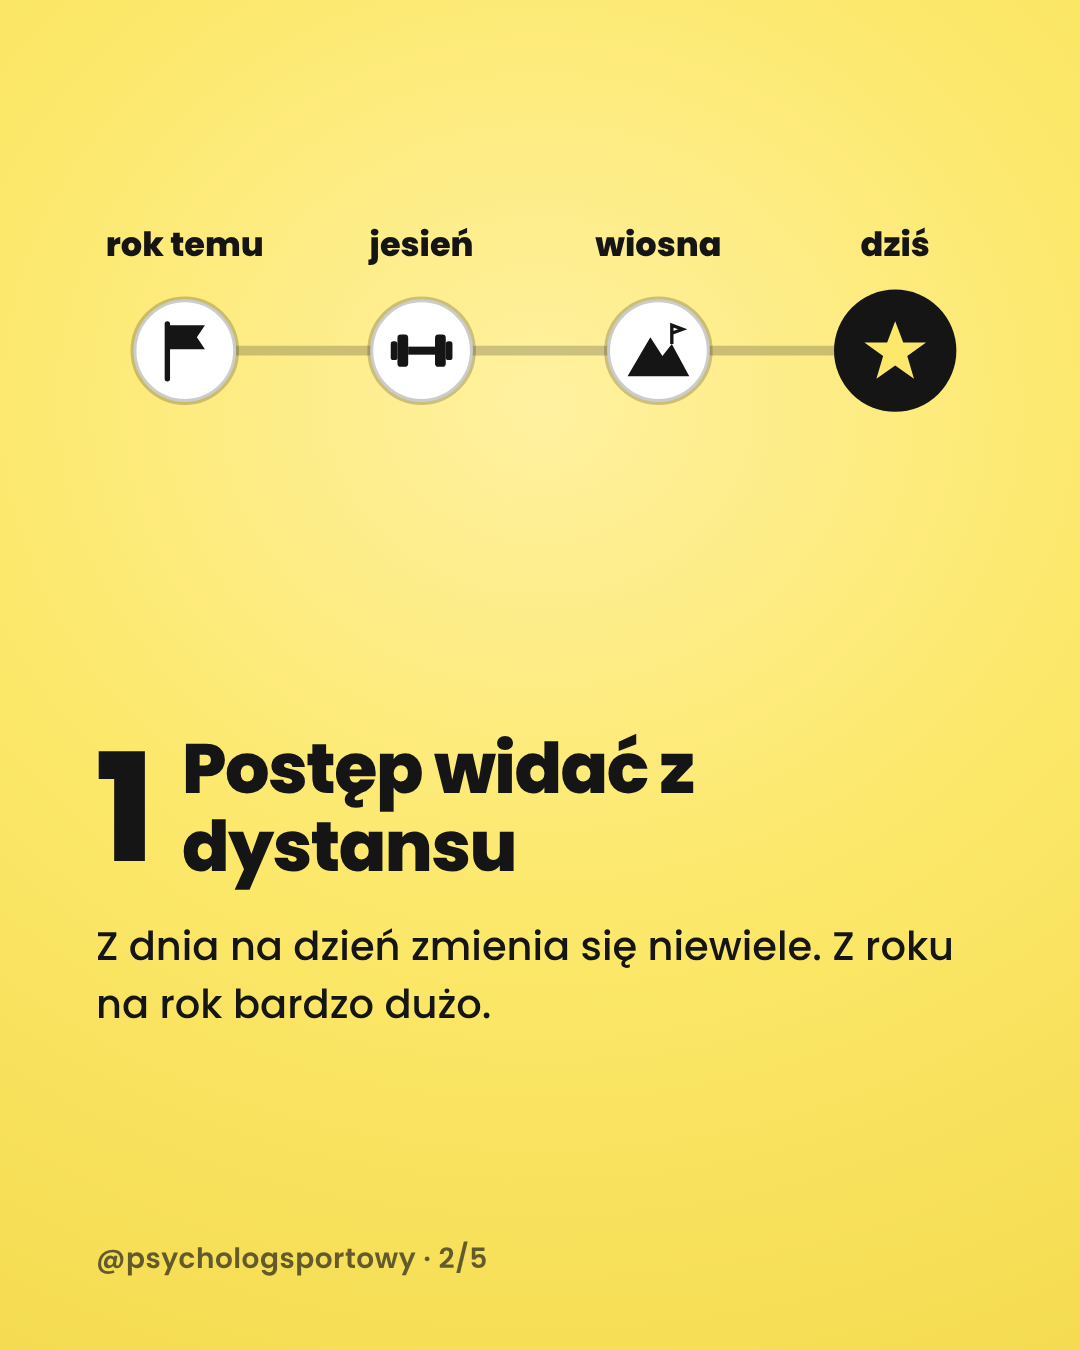 rok temu jesień wiosna dziś
1 Postęp widać z
dystansu
Z dnia na dzień zmienia się niewiele. Z roku
na rok bardzo dużo.
@psychologsportowy · 2/5